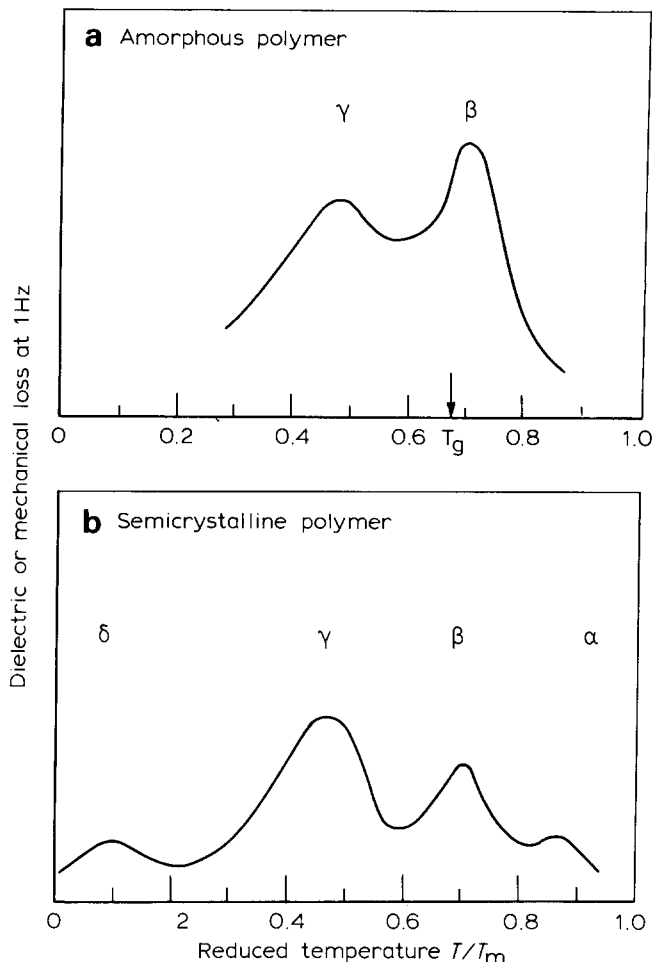 a Amorphous polymer
γ β
0 0.2 0.4 0.6 Tg 0.8 1.0
Dielectric or mechanical loss at 1Hz
b Semicrystalline polymer
δ γ β α
0 2 0.4 0.6 0.8 1.0
Reduced temperature T/Tm